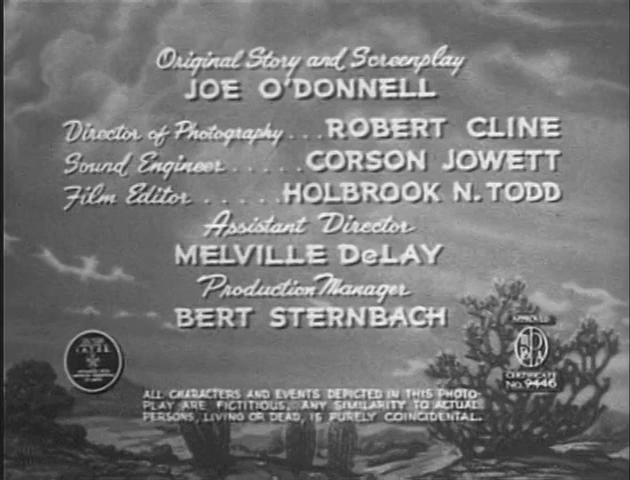 Original Story and Screenplay
JOE O'DONNELL
Director of Photography ... ROBERT CLINE
Sound Engineer ..... CORSON JOWETT
Film Editor ..... HOLBROOK N. TODD
Assistant Director
MELVILLE DeLAY
Production Manager
BERT STERNBACH
APPROVED
MPPDA
CERTIFICATE
NO. 9446
ALL CHARACTERS AND EVENTS DEPICTED IN THIS PHOTO-
PLAY ARE FICTITIOUS. ANY SIMILARITY TO ACTUAL
PERSONS, LIVING OR DEAD, IS PURELY COINCIDENTAL.